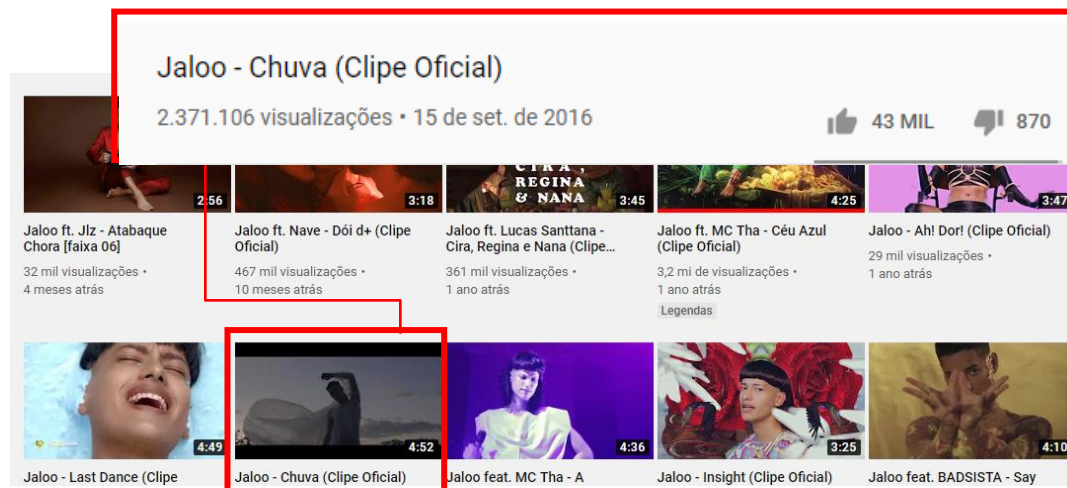 Jaloo - Chuva (Clipe Oficial)
2.371.106 visualizações • 15 de set. de 2016
43 MIL
870
CIRA,
REGINA
& NANA
2:56
3:18
3:45
4:25
3:47
Jaloo ft. Jlz - Atabaque
Chora [faixa 06]
32 mil visualizações •
4 meses atrás
Jaloo ft. Nave - Dói d+ (Clipe
Oficial)
467 mil visualizações •
10 meses atrás
Jaloo ft. Lucas Santtana -
Cira, Regina e Nana (Clipe...
361 mil visualizações •
1 ano atrás
Jaloo ft. MC Tha - Céu Azul
(Clipe Oficial)
3,2 mi de visualizações •
1 ano atrás
Legendas
Jaloo - Ah! Dor! (Clipe Oficial)
29 mil visualizações •
1 ano atrás
4:49
4:52
4:36
3:25
4:10
Jaloo - Last Dance (Clipe
Jaloo - Chuva (Clipe Oficial)
Jaloo feat. MC Tha - A
Jaloo - Insight (Clipe Oficial)
Jaloo feat. BADSISTA - Say